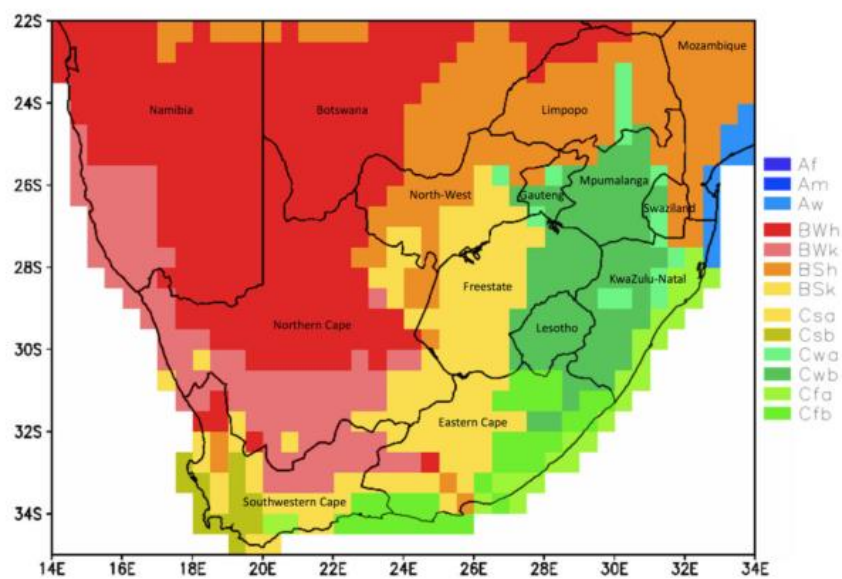 22S
24S
26S
28S
30S
32S
34S
14E 16E 18E 20E 22E 24E 26E 28E 30E 32E 34E
Mozambique
Namibia Botswana Limpopo
Mpumalanga
North-West Gauteng
Swaziland
Freestate KwaZulu-Natal
Northern Cape Lesotho
Eastern Cape
Southwestern Cape
Af
Am
Aw
BWh
BWk
BSh
BSk
Csa
Csb
Cwa
Cwb
Cfa
Cfb